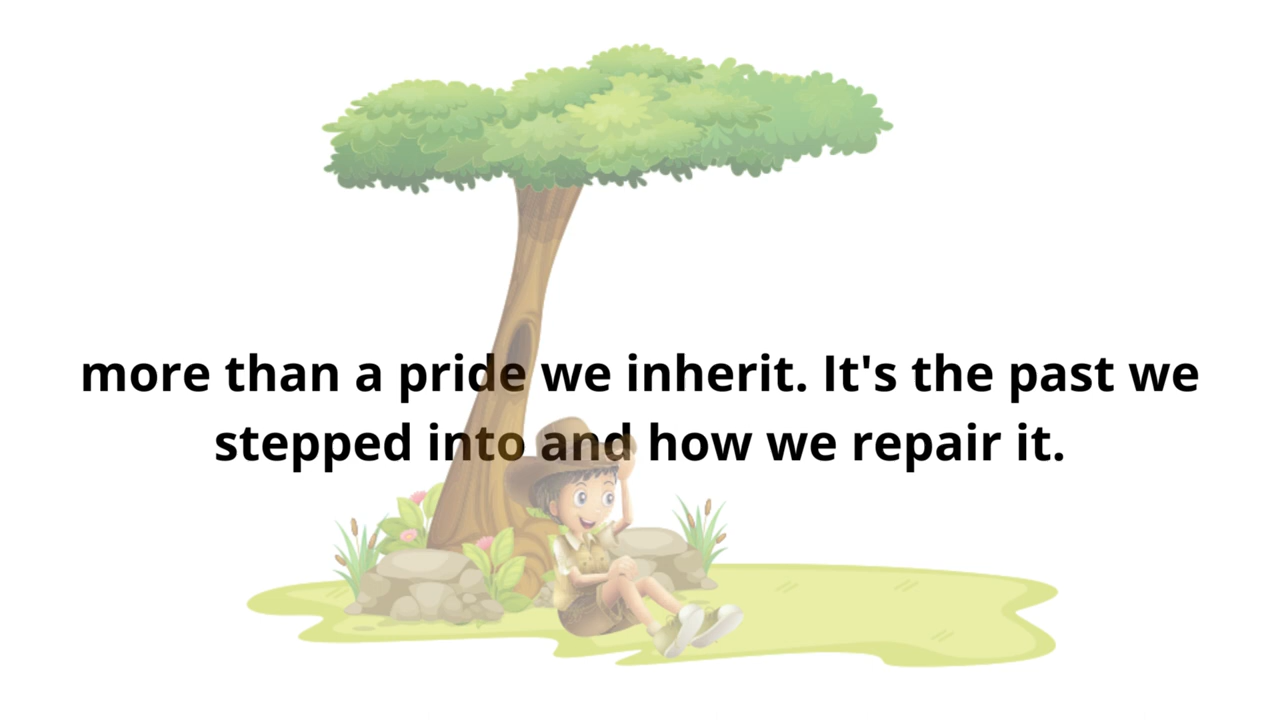 more than a pride we inherit. It's the past we
stepped into and how we repair it.